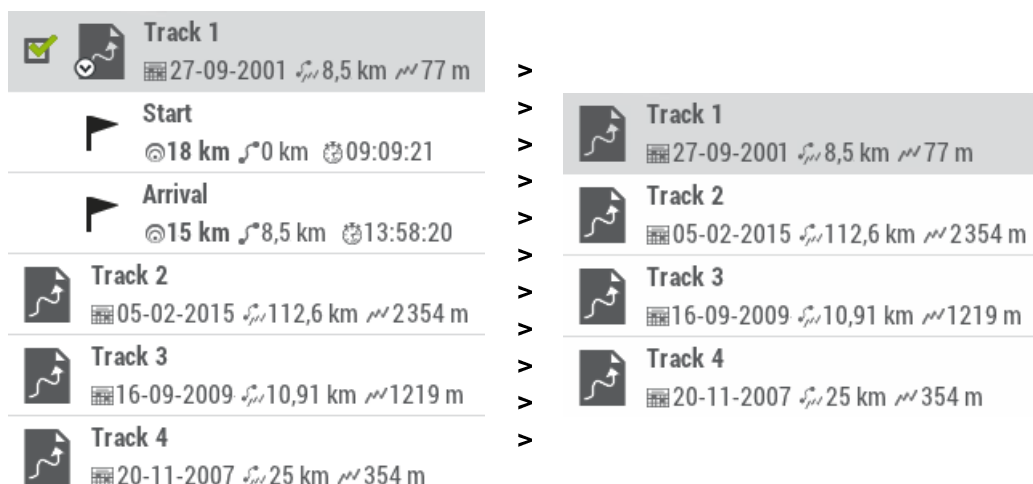 Track 1
27-09-2001 8,5 km 77 m
Start
18 km 0 km 09:09:21
Arrival
15 km 8,5 km 13:58:20
Track 2
05-02-2015 112,6 km 2354 m
Track 3
16-09-2009 10,91 km 1219 m
Track 4
20-11-2007 25 km 354 m
>
>
>
>
>
>
>
>
>
>
>
Track 1
27-09-2001 8,5 km 77 m
Track 2
05-02-2015 112,6 km 2354 m
Track 3
16-09-2009 10,91 km 1219 m
Track 4
20-11-2007 25 km 354 m